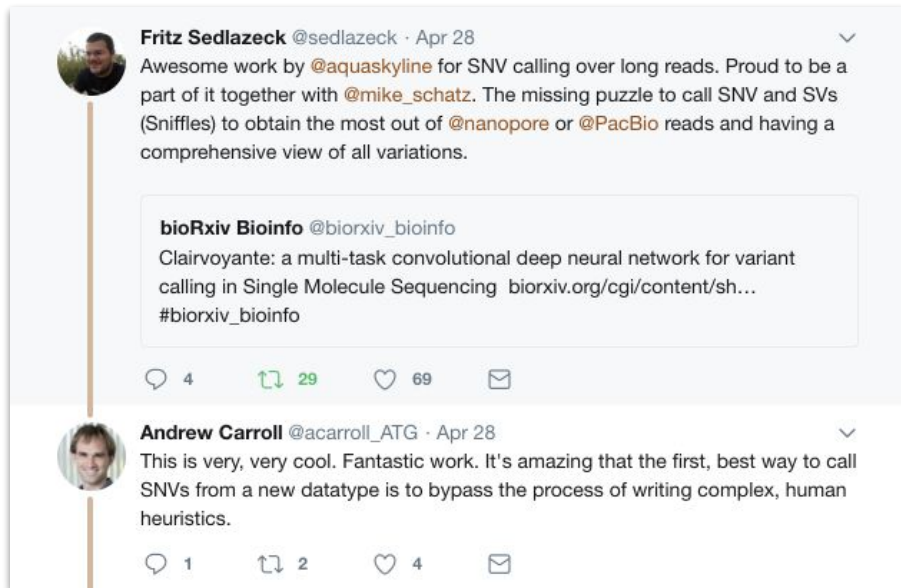 Fritz Sedlazeck @sedlazeck · Apr 28
Awesome work by @aquaskyline for SNV calling over long reads. Proud to be a
part of it together with @mike_schatz. The missing puzzle to call SNV and SVs
(Sniffles) to obtain the most out of @nanopore or @PacBio reads and having a
comprehensive view of all variations.
bioRxiv Bioinfo @biorxiv_bioinfo
Clairvoyante: a multi-task convolutional deep neural network for variant
calling in Single Molecule Sequencing biorxiv.org/cgi/content/sh…
#biorxiv_bioinfo
4 29 69
Andrew Carroll @acarroll_ATG · Apr 28
This is very, very cool. Fantastic work. It's amazing that the first, best way to call
SNVs from a new datatype is to bypass the process of writing complex, human
heuristics.
1 2 4